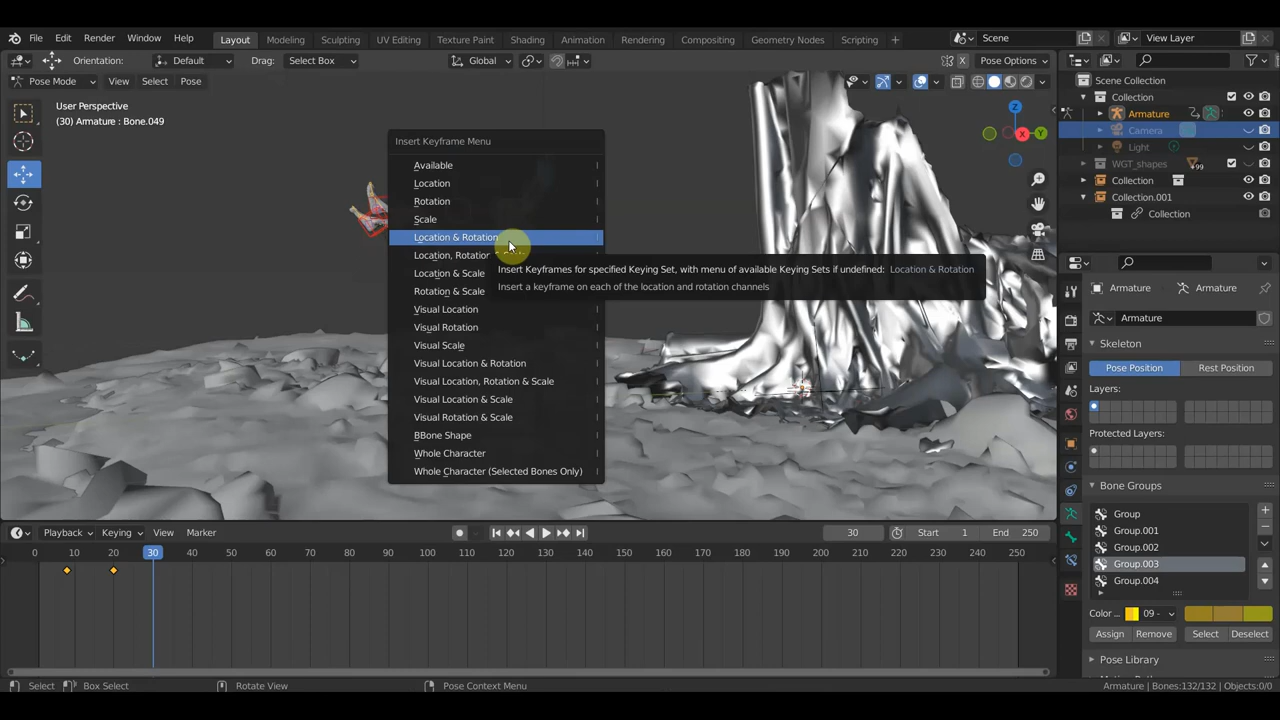 File Edit Render Window Help Layout Modeling Sculpting UV Editing Texture Paint Shading Animation Rendering Compositing Geometry Nodes Scripting + Scene View Layer
Orientation: Default Drag: Select Box Global Pose Options
Pose Mode View Select Pose
User Perspective
(30) Armature : Bone.049
Insert Keyframe Menu
Available I
Location I
Rotation I
Scale I
Location & Rotation I
Location, Rotation
Location & Scale
Rotation & Scale
Visual Location I
Visual Rotation I
Visual Scale I
Visual Location & Rotation I
Visual Location, Rotation & Scale I
Visual Location & Scale I
Visual Rotation & Scale I
BBone Shape I
Whole Character I
Whole Character (Selected Bones Only) I
Insert Keyframes for specified Keying Set, with menu of available Keying Sets if undefined: Location & Rotation
Insert a keyframe on each of the location and rotation channels
Z
X
Y
Scene Collection
Collection
Armature
Camera
Light
WGT_shapes 99
Collection
Collection.001
Collection
Armature Armature
Armature
Skeleton
Pose Position Rest Position
Layers:
Protected Layers:
Bone Groups
Group
Group.001
Group.002
Group.003
Group.004
Color ... 09 -
Assign Remove Select Deselect
Pose Library
Playback Keying View Marker 30 Start 1 End 250
0 10 20 30 40 50 60 70 80 90 100 110 120 130 140 150 160 170 180 190 200 210 220 230 240 250
Select Box Select Rotate View Pose Context Menu Armature | Bones:132/132 | Objects:0/0